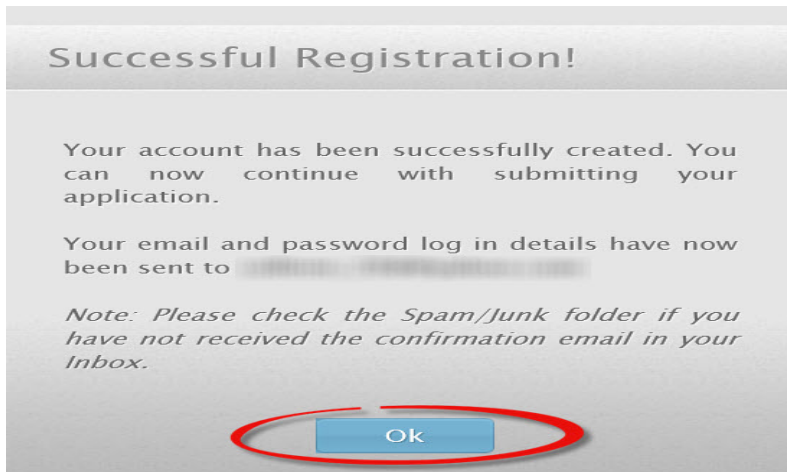 Successful Registration!
Your account has been successfully created. You
can now continue with submitting your
application.
Your email and password log in details have now
been sent to
Note: Please check the Spam/Junk folder if you
have not received the confirmation email in your
Inbox.
Ok